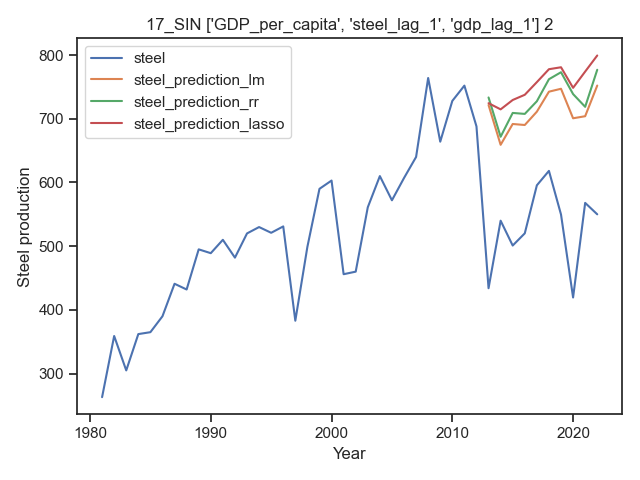 17_SIN ['GDP_per_capita', 'steel_lag_1', 'gdp_lag_1'] 2
steel
steel_prediction_lm
steel_prediction_rr
steel_prediction_lasso
Steel production
800
700
600
500
400
300
1980 1990 2000 2010 2020
Year